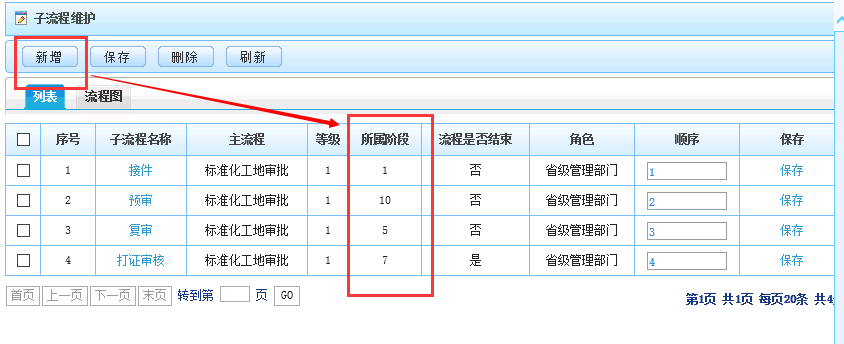 子流程维护
新增 保存 删除 刷新
列表 流程图
序号 子流程名称 主流程 等级 所属阶段 流程是否结束 角色 顺序 保存
1 接件 标准化工地审批 1 1 否 省级管理部门 1 保存
2 预审 标准化工地审批 1 10 否 省级管理部门 2 保存
3 复审 标准化工地审批 1 5 否 省级管理部门 3 保存
4 打证审核 标准化工地审批 1 7 是 省级管理部门 4 保存
首页 上一页 下一页 末页 转到第 页 GO 第1页 共1页 每页20条 共4